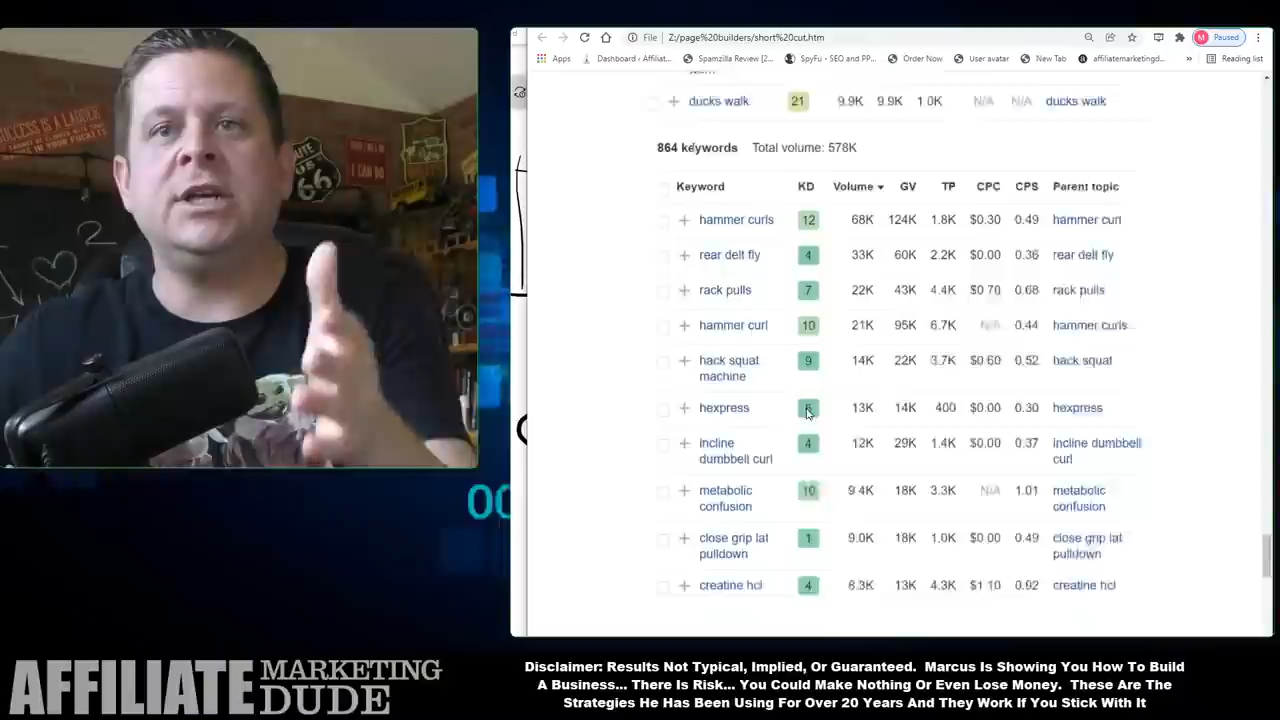 SUCCESS IS A LADDER
POCKETS
ROUTE
US
66
I CAN DO
File Z:/page%20builders/short%20cut.htm
M Paused
Apps Dashboard ‹ Affiliat... Spamzilla Review [2... SpyFu - SEO and PP... Order Now User avatar New Tab affiliatemarketingd... » Reading list
ducks walk 21 9.9K 9.9K 1.0K N/A N/A ducks walk
864 keywords Total volume: 578K
Keyword KD Volume GV TP CPC CPS Parent topic
hammer curls 12 68K 124K 1.8K $0.30 0.49 hammer curl
rear delt fly 4 33K 60K 2.2K $0.00 0.36 rear delt fly
rack pulls 7 22K 43K 4.4K $0.70 0.68 rack pulls
hammer curl 10 21K 95K 6.7K N/A 0.44 hammer curls
hack squat machine 9 14K 22K 3.7K $0.60 0.52 hack squat
hexpress 13K 14K 400 $0.00 0.30 hexpress
incline dumbbell curl 4 12K 29K 1.4K $0.00 0.37 incline dumbbell curl
metabolic confusion 10 9.4K 18K 3.3K N/A 1.01 metabolic confusion
close grip lat pulldown 1 9.0K 18K 1.0K $0.00 0.49 close grip lat pulldown
creatine hcl 4 6.3K 13K 4.3K $1.10 0.92 creatine hcl
AFFILIATE MARKETING DUDE
Disclaimer: Results Not Typical, Implied, Or Guaranteed. Marcus Is Showing You How To Build
A Business... There Is Risk... You Could Make Nothing Or Even Lose Money. These Are The
Strategies He Has Been Using For Over 20 Years And They Work If You Stick With It